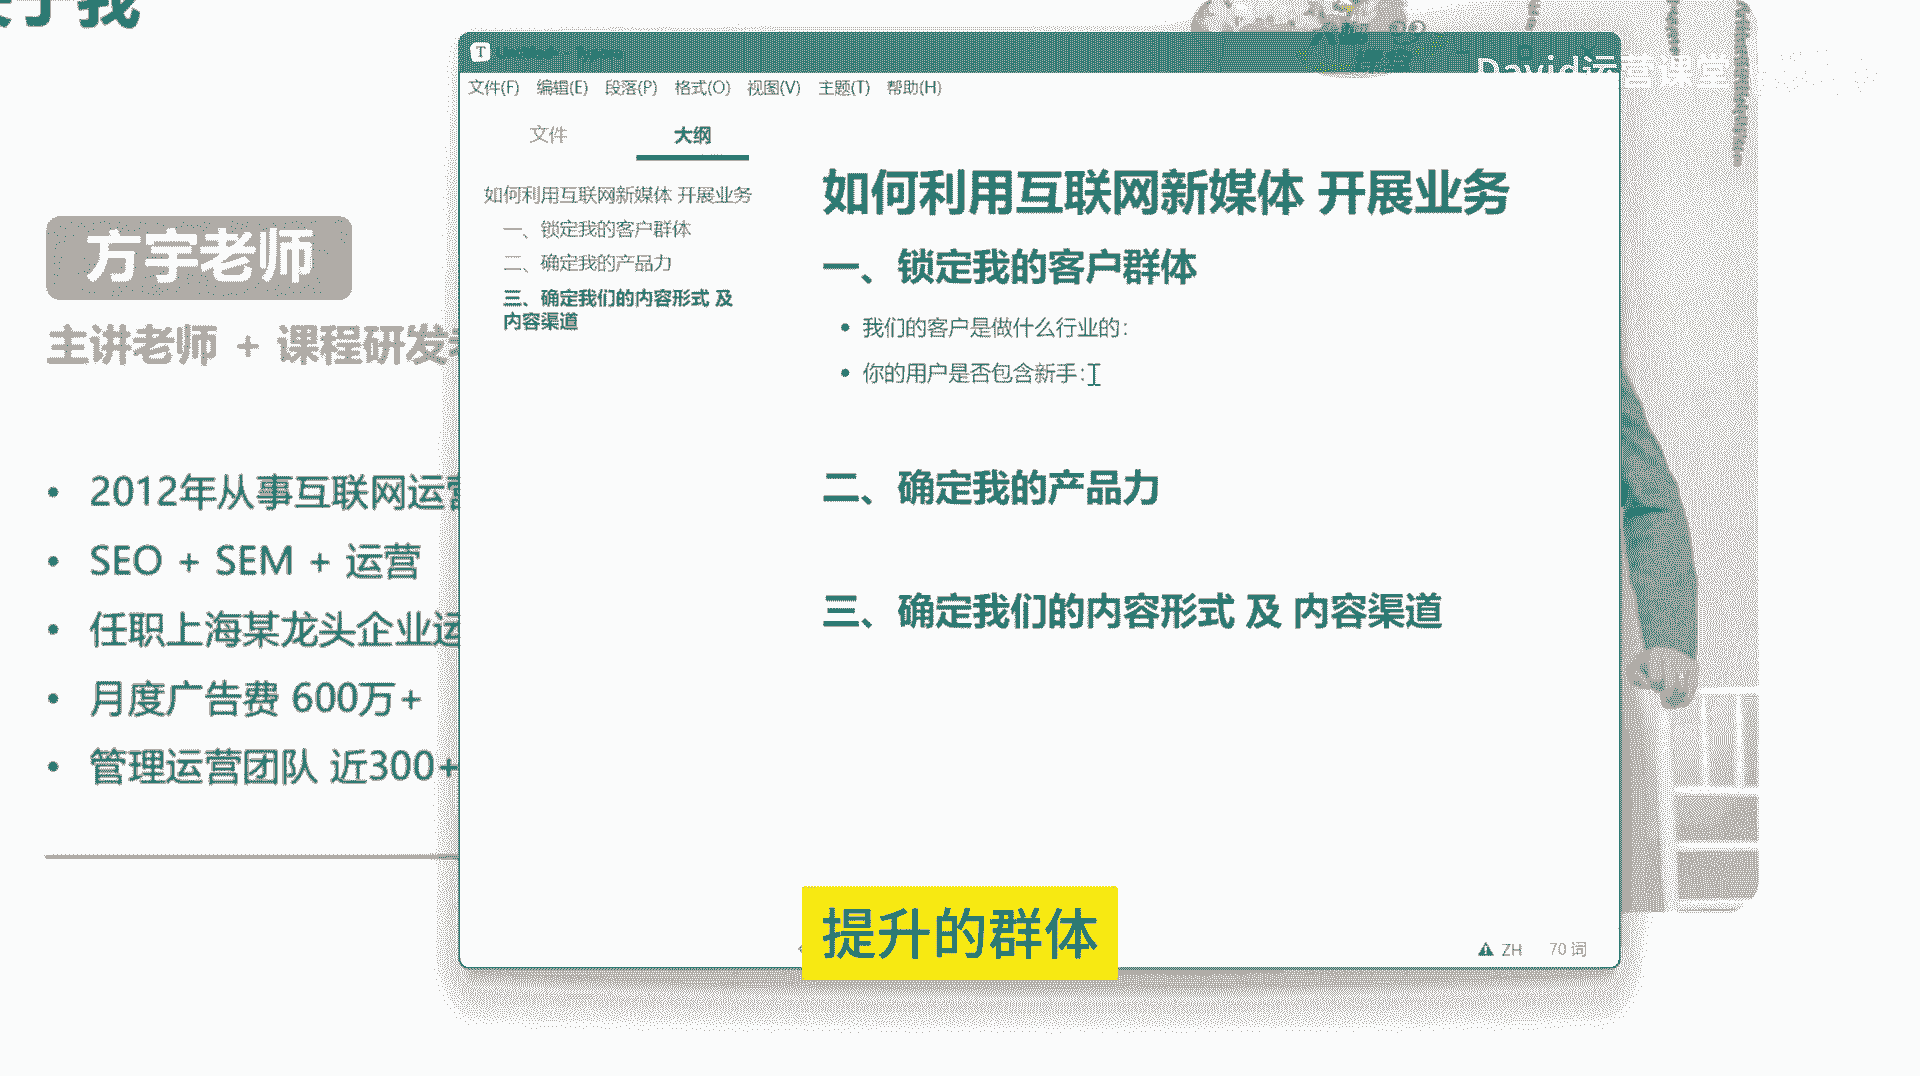 于我
方宇老师
主讲老师 + 课程研发
2012年从事互联网运营
SEO + SEM + 运营
任职上海某龙头企业运
月度广告费 600万+
管理运营团队 近300+
T
David运营课堂
文件(F) 编辑(E) 段落(P) 格式(O) 视图(V) 主题(T) 帮助(H)
文件 大纲
如何利用互联网新媒体 开展业务
一、锁定我的客户群体
二、确定我的产品力
三、确定我们的内容形式 及
内容渠道
如何利用互联网新媒体 开展业务
一、锁定我的客户群体
我们的客户是做什么行业的：
你的用户是否包含新手：
二、确定我的产品力
三、确定我们的内容形式 及 内容渠道
提升的群体
ZH 70 词